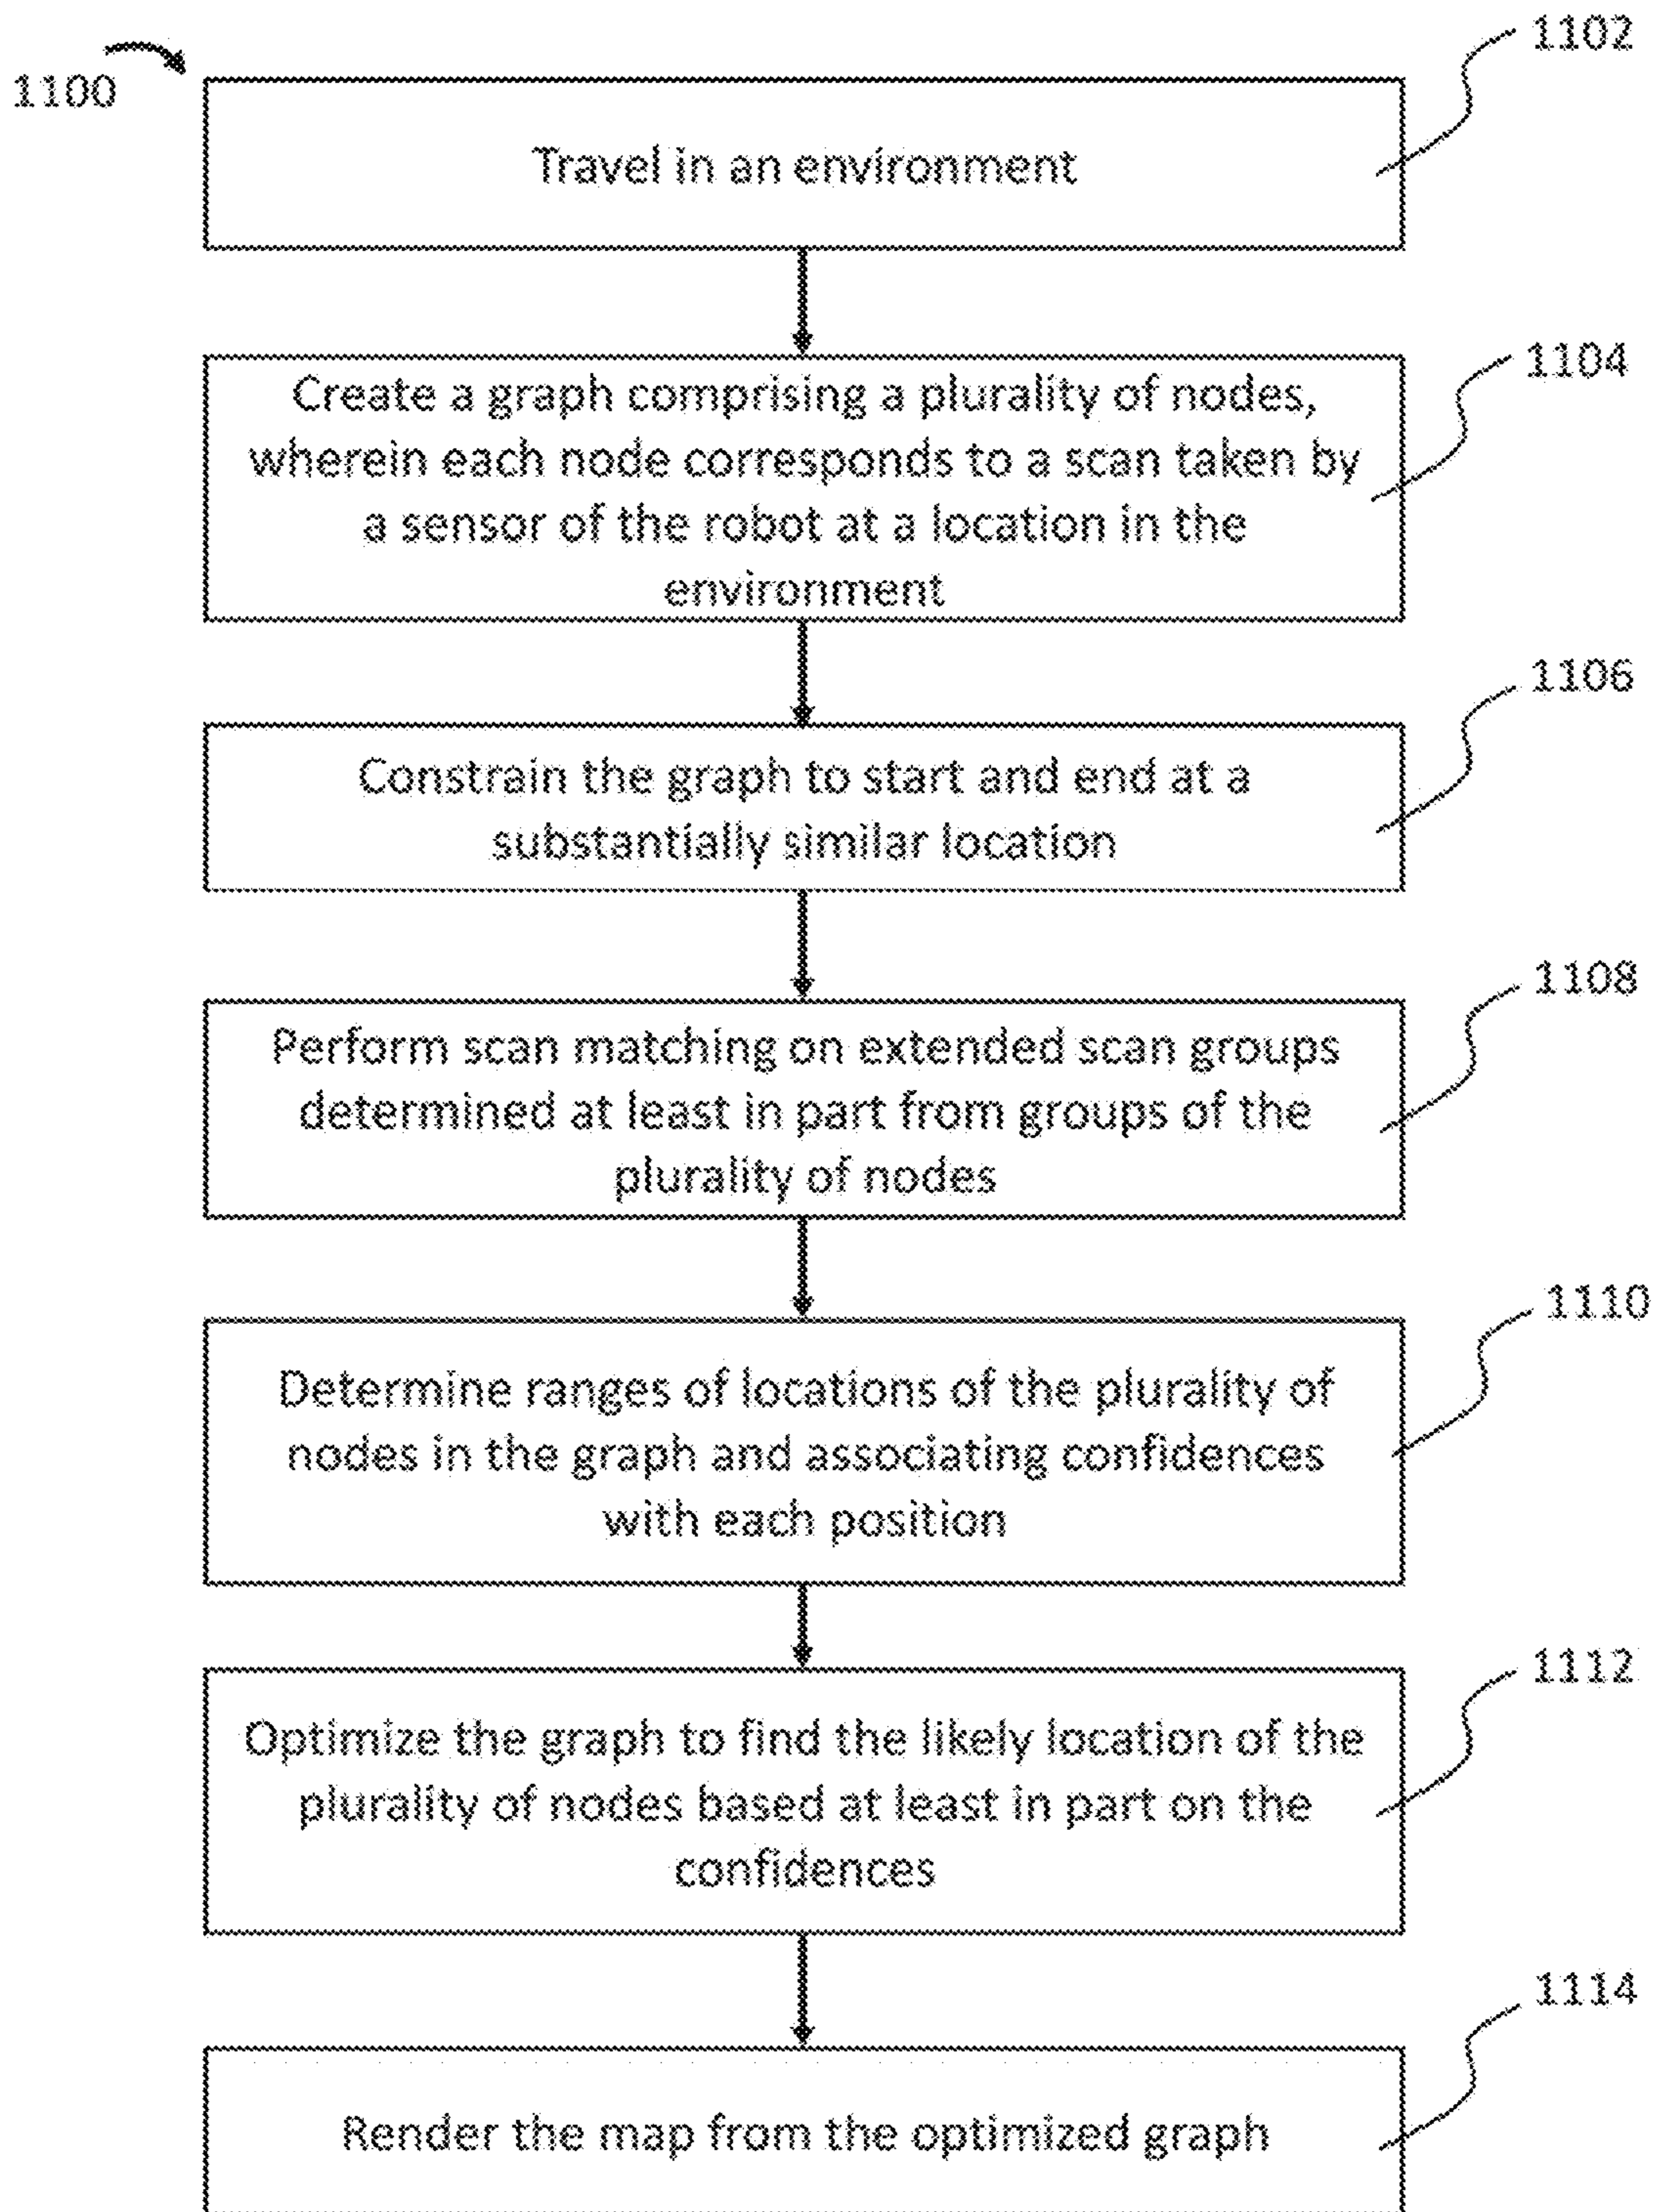 1100
1102
Travel in an environment
1104
Create a graph comprising a plurality of nodes,
wherein each node corresponds to a scan taken by
a sensor of the robot at a location in the
environment
1106
Constrain the graph to start and end at a
substantially similar location
1108
Perform scan matching on extended scan groups
determined at least in part from groups of the
plurality of nodes
1110
Determine ranges of locations of the plurality of
nodes in the graph and associating confidences
with each position
1112
Optimize the graph to find the likely location of the
plurality of nodes based at least in part on the
confidences
1114
Render the map from the optimized graph